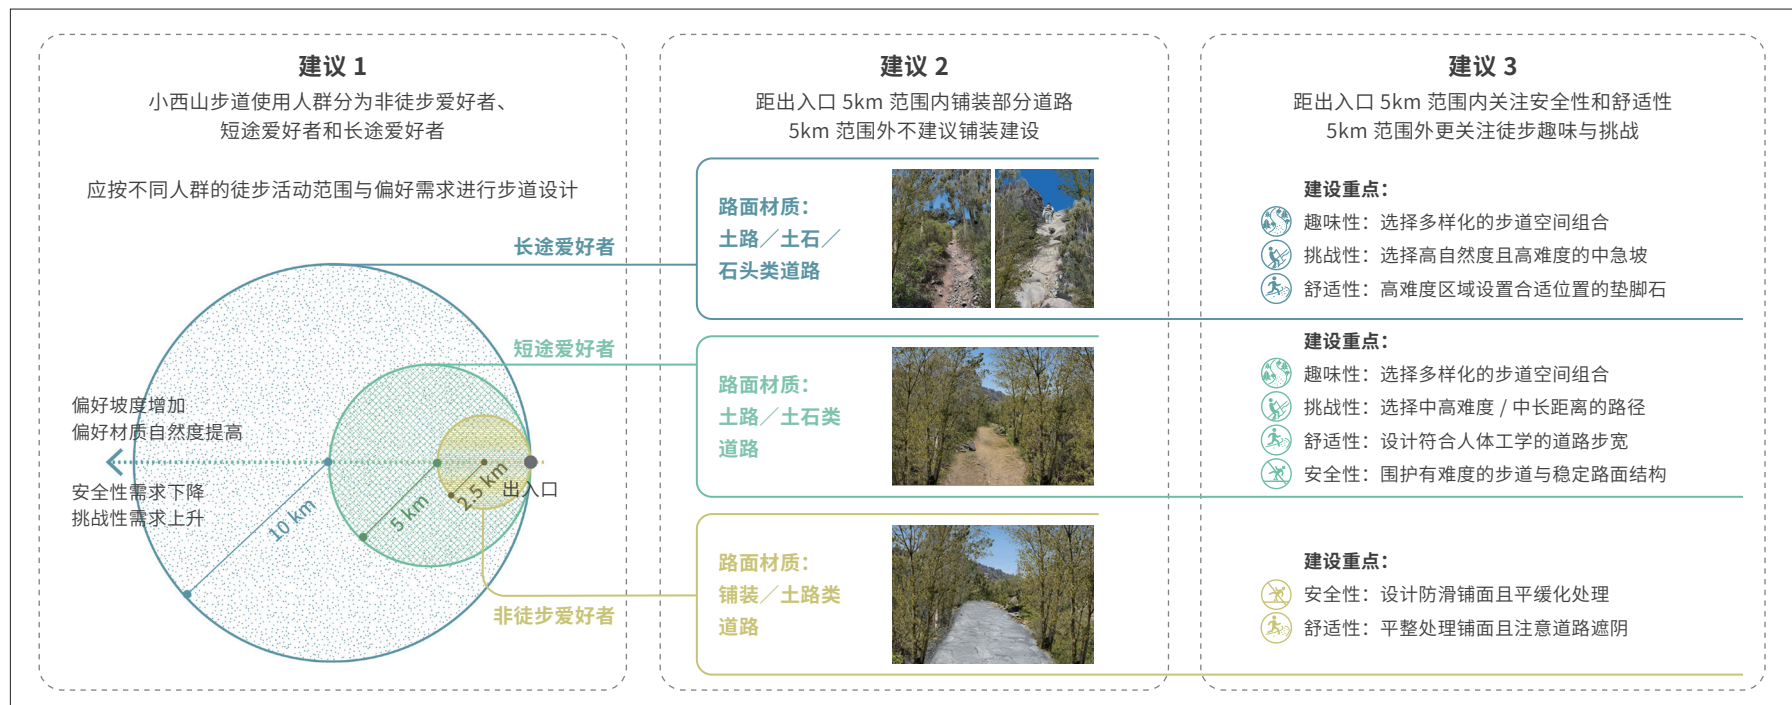 建议 1
小西山步道使用人群分为非徒步爱好者、
短途爱好者和长途爱好者
应按不同人群的徒步活动范围与偏好需求进行步道设计
长途爱好者
短途爱好者
偏好坡度增加
偏好材质自然度提高
安全性需求下降
挑战性需求上升
10 km
5 km
2.5 km
出入口
非徒步爱好者
建议 2
距出入口 5km 范围内铺装部分道路
5km 范围外不建议铺装建设
路面材质：
土路／土石／
石头类道路
路面材质：
土路／土石类
道路
路面材质：
铺装／土路类
道路
建议 3
距出入口 5km 范围内关注安全性和舒适性
5km 范围外更关注徒步趣味与挑战
建设重点：
趣味性：选择多样化的步道空间组合
挑战性：选择高自然度且高难度的中急坡
舒适性：高难度区域设置合适位置的垫脚石
建设重点：
趣味性：选择多样化的步道空间组合
挑战性：选择中高难度 / 中长距离的路径
舒适性：设计符合人体工学的道路步宽
安全性：围护有难度的步道与稳定路面结构
建设重点：
安全性：设计防滑铺面且平缓化处理
舒适性：平整处理铺面且注意道路遮阴